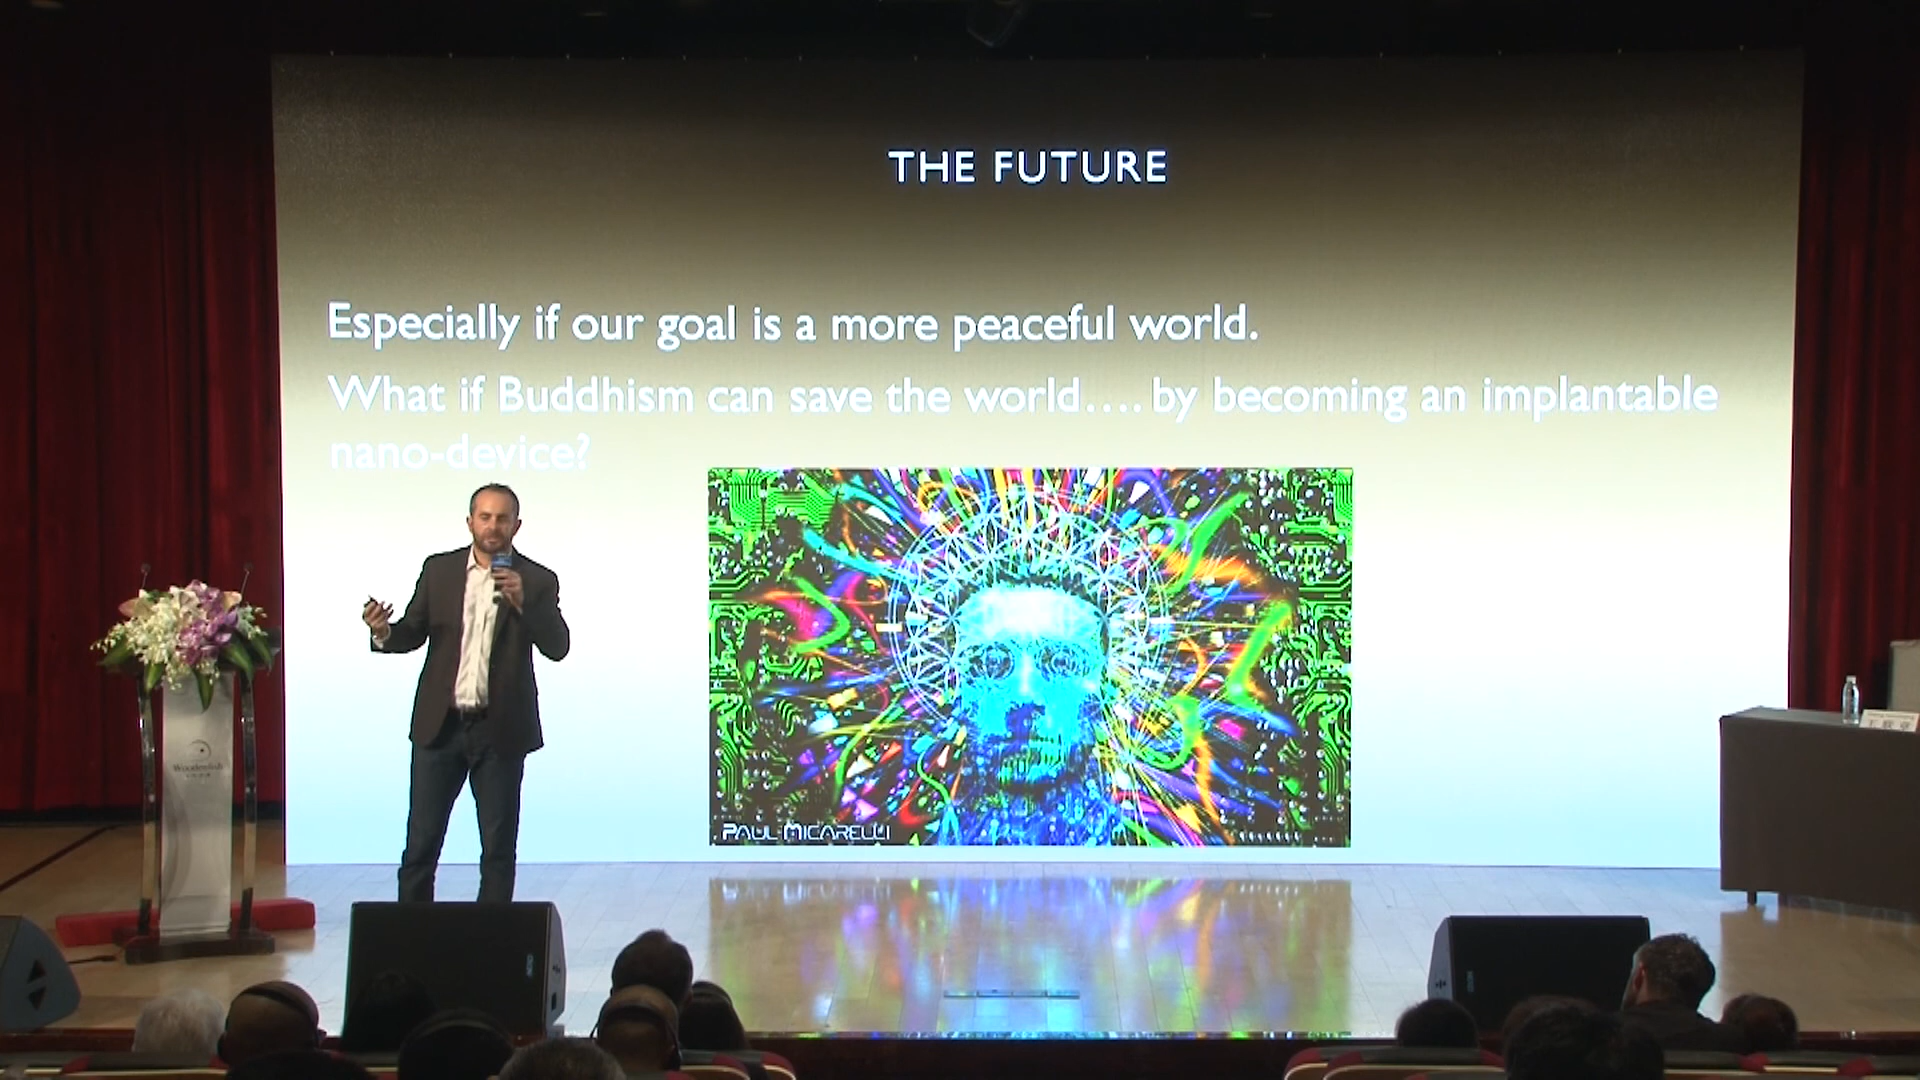 THE FUTURE
Especially if our goal is a more peaceful world.
What if Buddhism can save the world…. by becoming an implantable
nano-device?
PAUL MICARELLI
Woodenfish